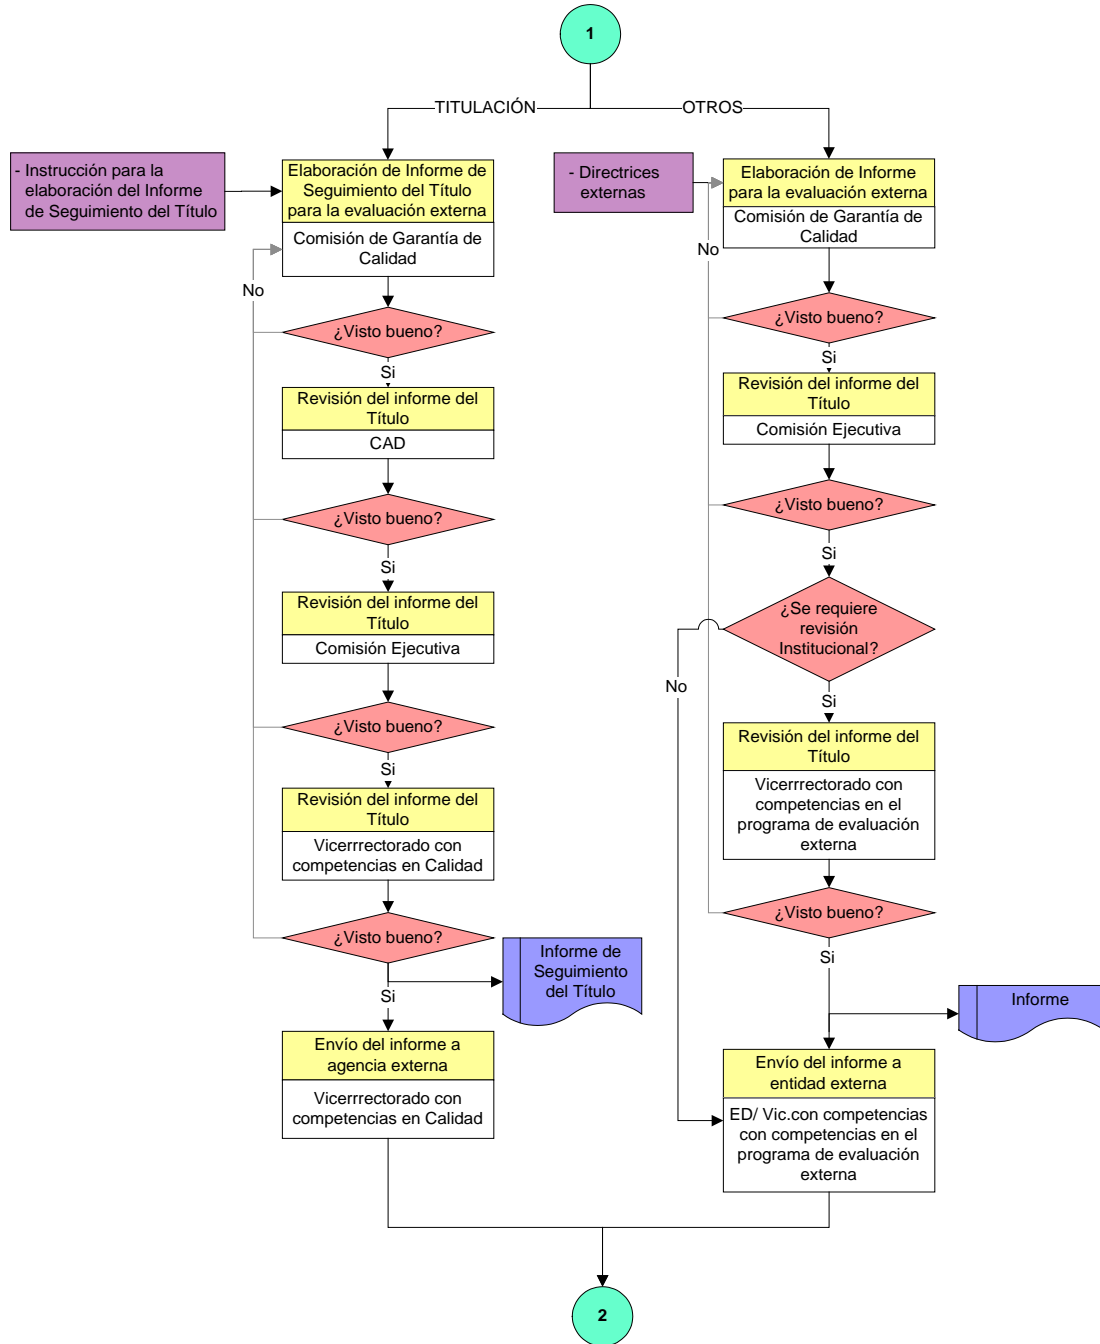 1
TITULACIÓN
OTROS
- Instrucción para la
elaboración del Informe
de Seguimiento del Título
Elaboración de Informe de
Seguimiento del Título
para la evaluación externa
Comisión de Garantía de
Calidad
No
¿Visto bueno?
Si
Revisión del informe del
Título
CAD
¿Visto bueno?
Si
Revisión del informe del
Título
Comisión Ejecutiva
¿Visto bueno?
Si
Revisión del informe del
Título
Vicerrrectorado con
competencias en Calidad
¿Visto bueno?
Informe de
Seguimiento
del Título
Si
Envío del informe a
agencia externa
Vicerrrectorado con
competencias en Calidad
- Directrices
externas
Elaboración de Informe
para la evaluación externa
Comisión de Garantía de
Calidad
No
¿Visto bueno?
Si
Revisión del informe del
Título
Comisión Ejecutiva
¿Visto bueno?
Si
¿Se requiere
revisión
Institucional?
No
Si
Revisión del informe del
Título
Vicerrrectorado con
competencias en el
programa de evaluación
externa
¿Visto bueno?
Si
Informe
Envío del informe a
entidad externa
ED/ Vic.con competencias
con competencias en el
programa de evaluación
externa
2